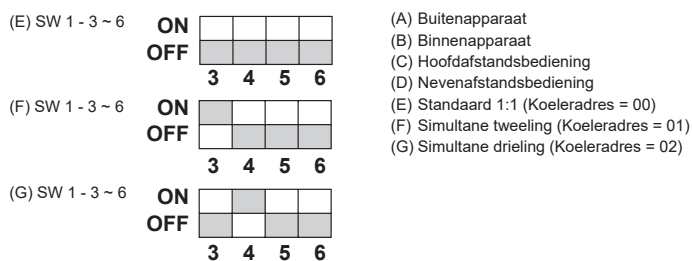 (E) SW 1 - 3 ~ 6
ON
OFF
3 4 5 6
(F) SW 1 - 3 ~ 6
ON
OFF
3 4 5 6
(G) SW 1 - 3 ~ 6
ON
OFF
3 4 5 6
(A) Buitenapparaat
(B) Binnenapparaat
(C) Hoofdafstandsbediening
(D) Nevenafstandsbediening
(E) Standaard 1:1 (Koeleradres = 00)
(F) Simultane tweeling (Koeleradres = 01)
(G) Simultane drieling (Koeleradres = 02)